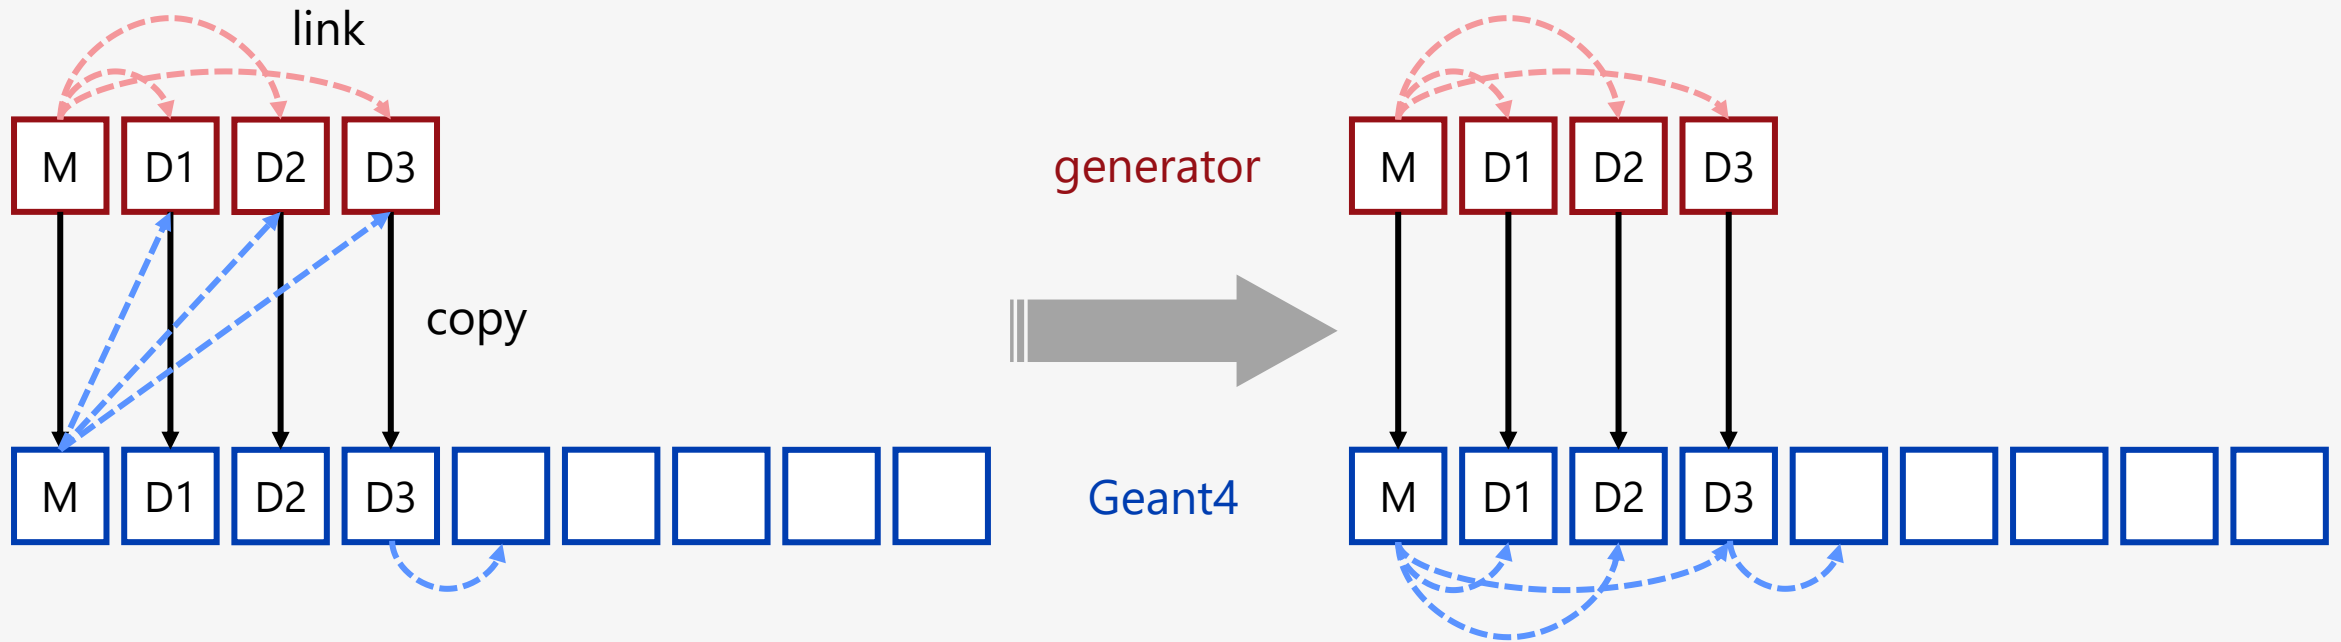 link
M D1 D2 D3
generator
M D1 D2 D3
copy
M D1 D2 D3
Geant4
M D1 D2 D3